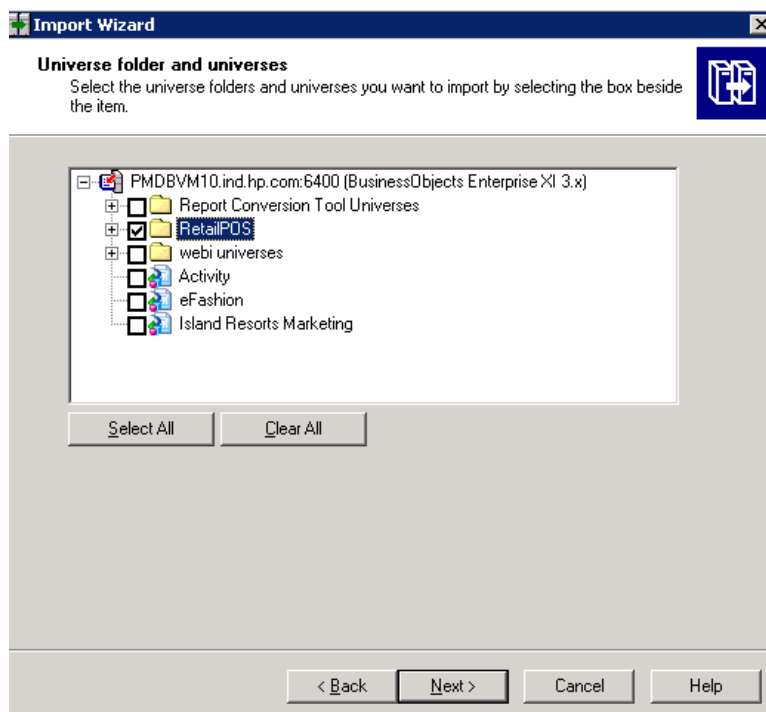 Import Wizard
Universe folder and universes
Select the universe folders and universes you want to import by selecting the box beside
the item.
PMDBVM10.ind.hp.com:6400 (BusinessObjects Enterprise XI 3.x)
Report Conversion Tool Universes
RetailPOS
webi universes
Activity
eFashion
Island Resorts Marketing
Select All Clear All
< Back Next > Cancel Help